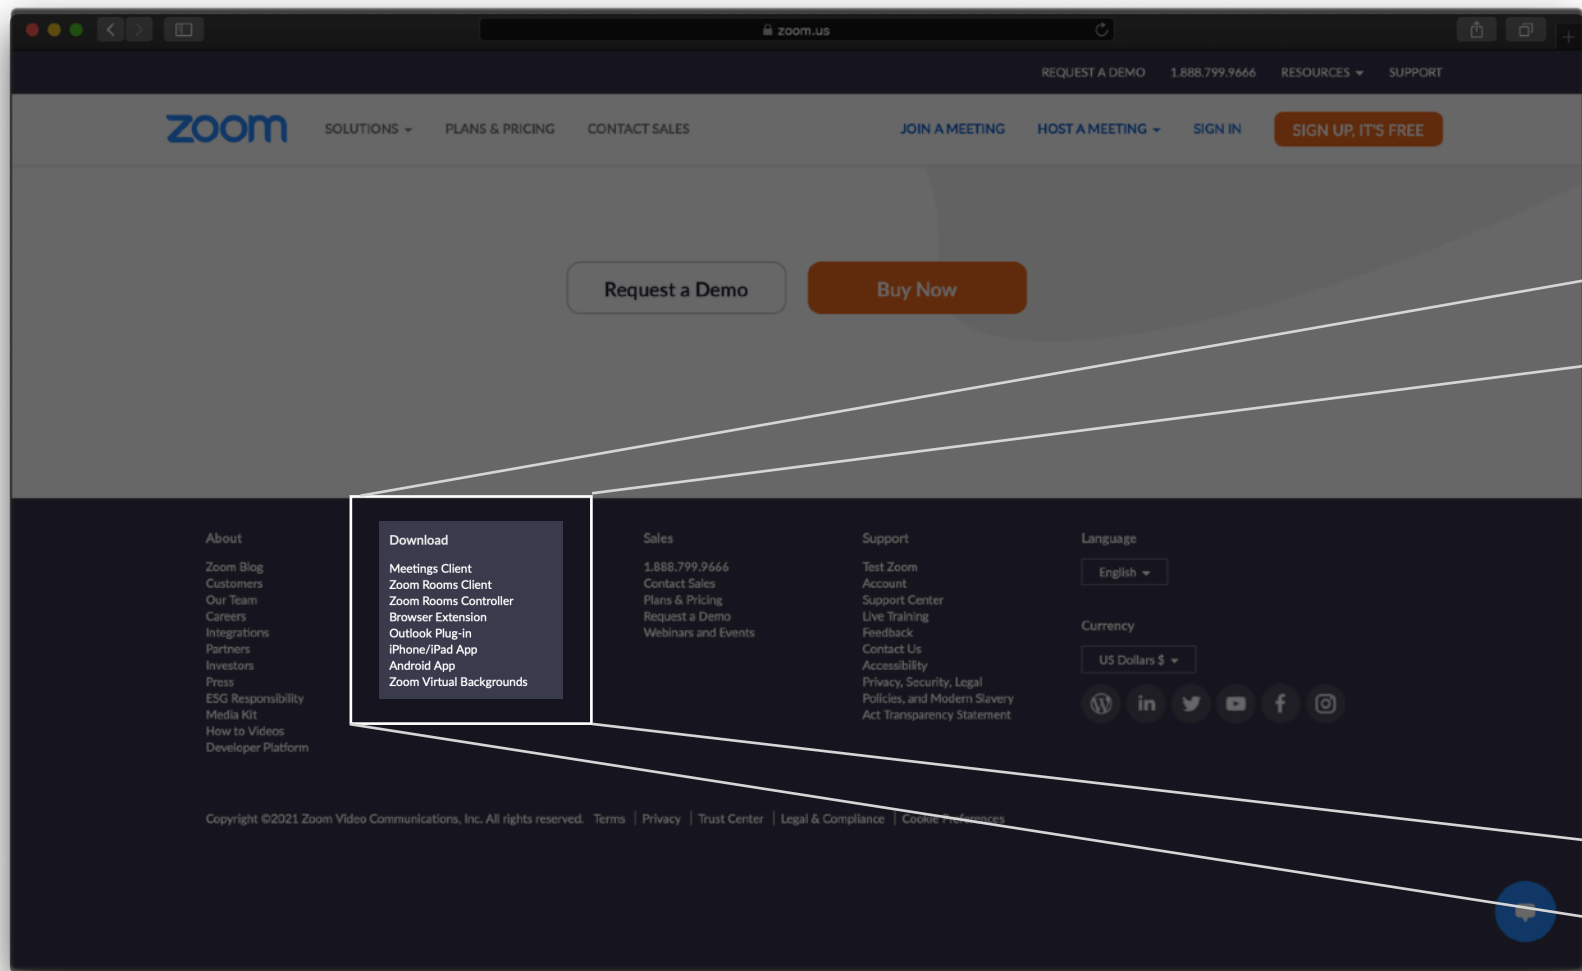 zoom.us
REQUEST A DEMO 1.888.799.9666 RESOURCES SUPPORT
zoom SOLUTIONS PLANS & PRICING CONTACT SALES JOIN A MEETING HOST A MEETING SIGN IN SIGN UP, IT'S FREE
Request a Demo Buy Now
About
Zoom Blog
Customers
Our Team
Careers
Integrations
Partners
Investors
Press
ESG Responsibility
Media Kit
How to Videos
Developer Platform
Download
Meetings Client
Zoom Rooms Client
Zoom Rooms Controller
Browser Extension
Outlook Plug-in
iPhone/iPad App
Android App
Zoom Virtual Backgrounds
Sales
1.888.799.9666
Contact Sales
Plans & Pricing
Request a Demo
Webinars and Events
Support
Test Zoom
Account
Support Center
Live Training
Feedback
Contact Us
Accessibility
Privacy, Security, Legal
Policies, and Modern Slavery
Act Transparency Statement
Language
English
Currency
US Dollars $
Copyright ©2021 Zoom Video Communications, Inc. All rights reserved. Terms | Privacy | Trust Center | Legal & Compliance | Cookie Preferences